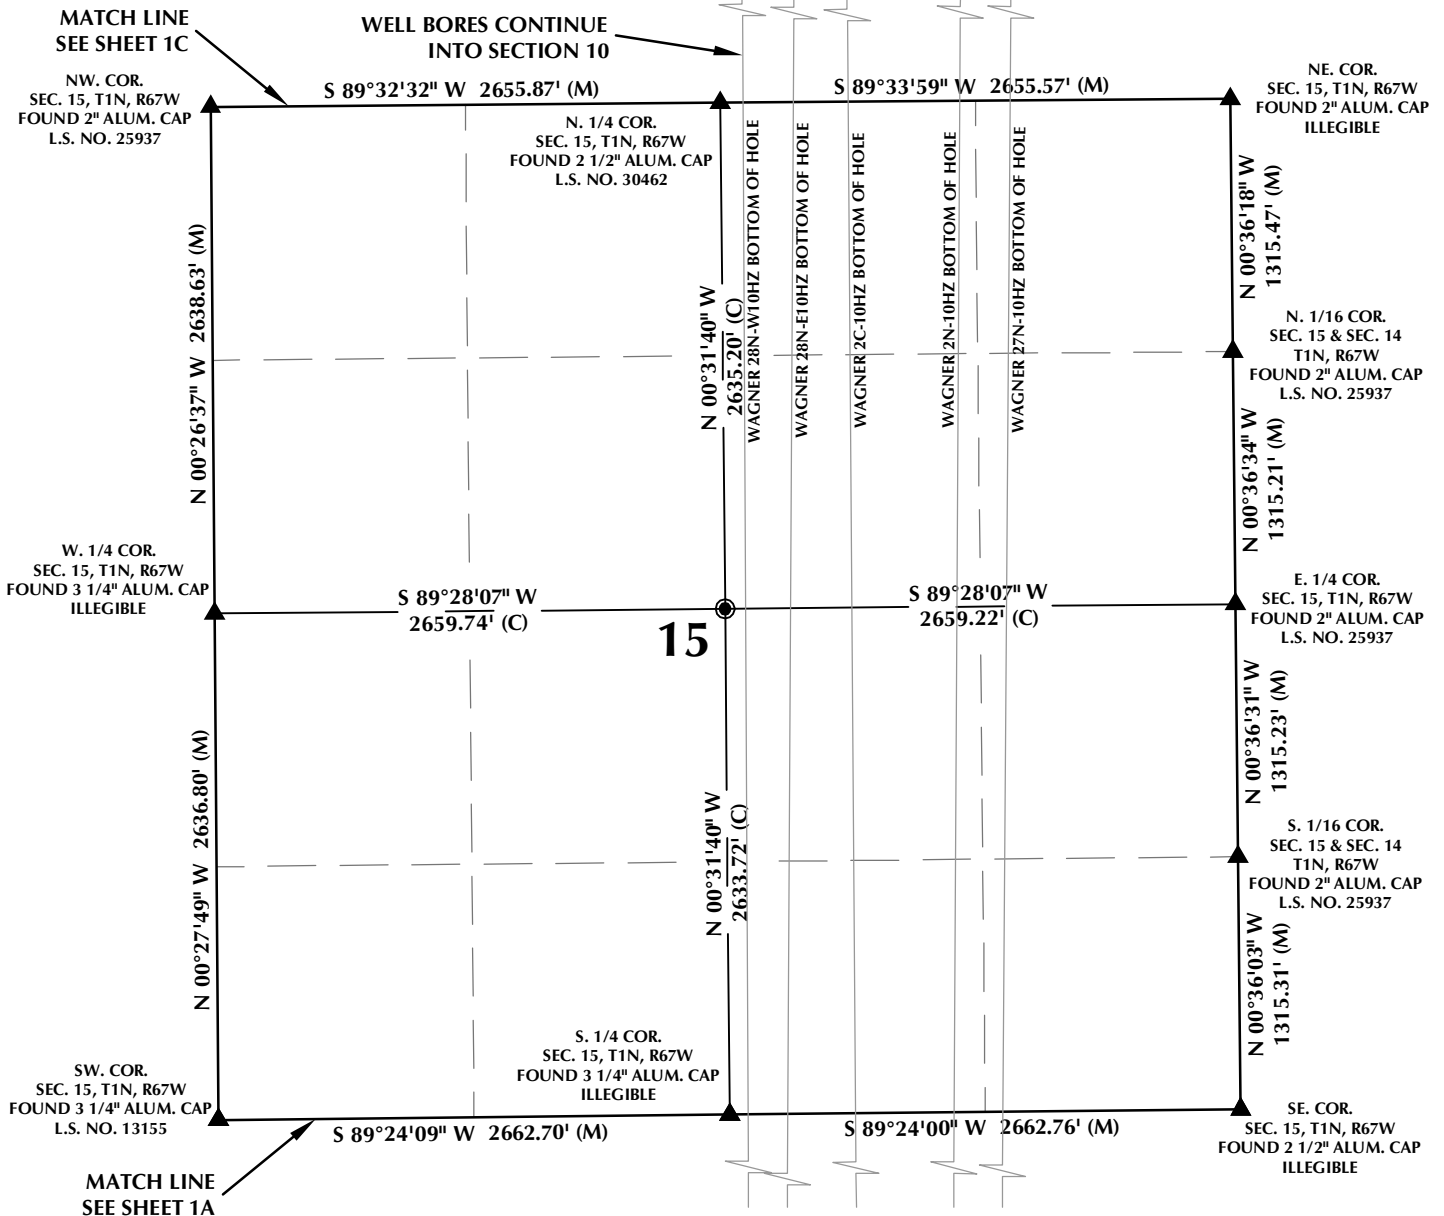 MATCH LINE
SEE SHEET 1C
WELL BORES CONTINUE
INTO SECTION 10
NW. COR.
SEC. 15, T1N, R67W
FOUND 2" ALUM. CAP
L.S. NO. 25937
S 89°32'32" W 2655.87' (M)
N. 1/4 COR.
SEC. 15, T1N, R67W
FOUND 2 1/2" ALUM. CAP
L.S. NO. 30462
S 89°33'59" W 2655.57' (M)
NE. COR.
SEC. 15, T1N, R67W
FOUND 2" ALUM. CAP
ILLEGIBLE
N 00°26'37" W 2638.63' (M)
N 00°31'40" W
2635.20' (C)
WAGNER 28N-W10HZ BOTTOM OF HOLE
WAGNER 28N-E10HZ BOTTOM OF HOLE
WAGNER 2C-10HZ BOTTOM OF HOLE
WAGNER 2N-10HZ BOTTOM OF HOLE
WAGNER 27N-10HZ BOTTOM OF HOLE
N 00°36'18" W
1315.47' (M)
N. 1/16 COR.
SEC. 15 & SEC. 14
T1N, R67W
FOUND 2" ALUM. CAP
L.S. NO. 25937
N 00°36'34" W
1315.21' (M)
W. 1/4 COR.
SEC. 15, T1N, R67W
FOUND 3 1/4" ALUM. CAP
ILLEGIBLE
S 89°28'07" W
2659.74' (C)
15
S 89°28'07" W
2659.22' (C)
E. 1/4 COR.
SEC. 15, T1N, R67W
FOUND 2" ALUM. CAP
L.S. NO. 25937
N 00°27'49" W 2636.80' (M)
N 00°31'40" W
2633.72' (C)
N 00°36'31" W
1315.23' (M)
S. 1/16 COR.
SEC. 15 & SEC. 14
T1N, R67W
FOUND 2" ALUM. CAP
L.S. NO. 25937
N 00°36'03" W
1315.31' (M)
SW. COR.
SEC. 15, T1N, R67W
FOUND 3 1/4" ALUM. CAP
L.S. NO. 13155
S. 1/4 COR.
SEC. 15, T1N, R67W
FOUND 3 1/4" ALUM. CAP
ILLEGIBLE
S 89°24'09" W 2662.70' (M)
S 89°24'00" W 2662.76' (M)
SE. COR.
SEC. 15, T1N, R67W
FOUND 2 1/2" ALUM. CAP
ILLEGIBLE
MATCH LINE
SEE SHEET 1A